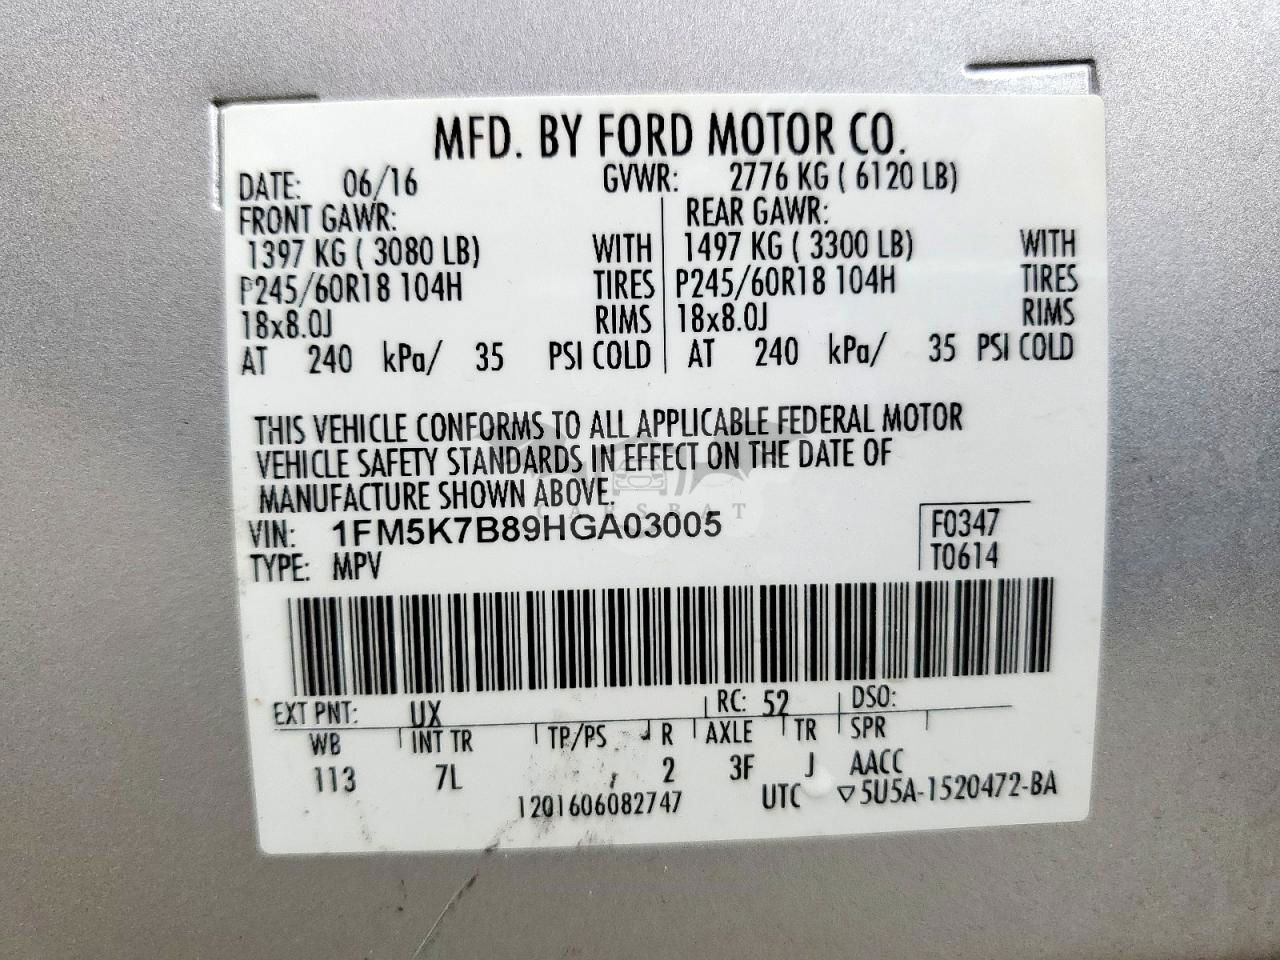 MFD. BY FORD MOTOR CO.
DATE: 06/16 GVWR: 2776 KG ( 6120 LB)
FRONT GAWR: REAR GAWR:
1397 KG ( 3080 LB) WITH 1497 KG ( 3300 LB) WITH
P245/60R18 104H TIRES P245/60R18 104H TIRES
18x8.0J RIMS 18x8.0J RIMS
AT 240 kPa/ 35 PSI COLD AT 240 kPa/ 35 PSI COLD
THIS VEHICLE CONFORMS TO ALL APPLICABLE FEDERAL MOTOR
VEHICLE SAFETY STANDARDS IN EFFECT ON THE DATE OF
MANUFACTURE SHOWN ABOVE.
CARSBAT
VIN: 1FM5K7B89HGA03005 F0347
TYPE: MPV T0614
EXT PNT: UX RC: 52 DSO:
WB INT TR TP/PS R AXLE TR SPR
113 7L , 2 3F J AACC
1201606082747 UTC ▽5U5A-1520472-BA